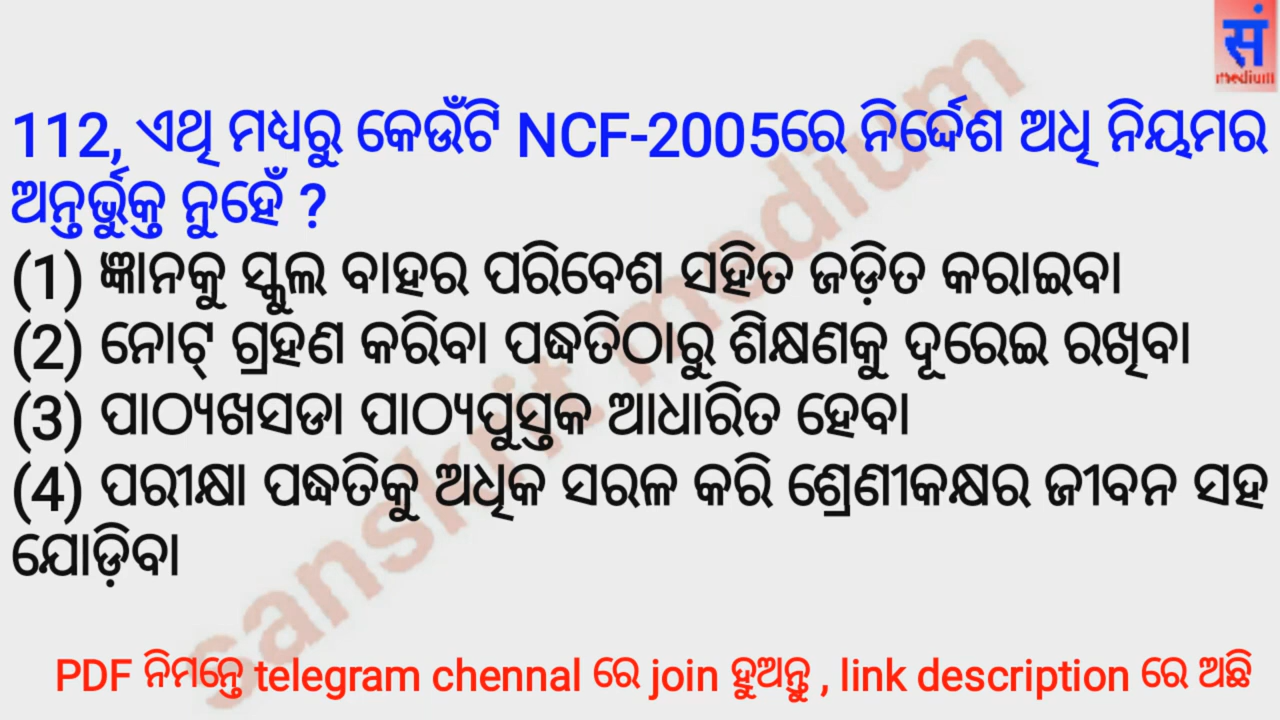 सं
medium
112, ଏଥି ମଧ୍ୟରୁ କେଉଁଟି NCF-2005ରେ ନିର୍ଦ୍ଦେଶ ଅଧି ନିୟମର
ଅନ୍ତର୍ଭୁକ୍ତ ନୁହେଁ ?
(1) ଜ୍ଞାନକୁ ସ୍କୁଲ ବାହର ପରିବେଶ ସହିତ ଜଡ଼ିତ କରାଇବା
(2) ନୋଟ୍ ଗ୍ରହଣ କରିବା ପଦ୍ଧତିଠାରୁ ଶିକ୍ଷଣକୁ ଦୂରେଇ ରଖିବା
(3) ପାଠ୍ୟଖସଡା ପାଠ୍ୟପୁସ୍ତକ ଆଧାରିତ ହେବା
(4) ପରୀକ୍ଷା ପଦ୍ଧତିକୁ ଅଧିକ ସରଳ କରି ଶ୍ରେଣୀକକ୍ଷର ଜୀବନ ସହ
ଯୋଡ଼ିବା
sanskrit medium
PDF ନିମନ୍ତେ telegram chennal ରେ join ହୁଅନ୍ତୁ , link description ରେ ଅଛି